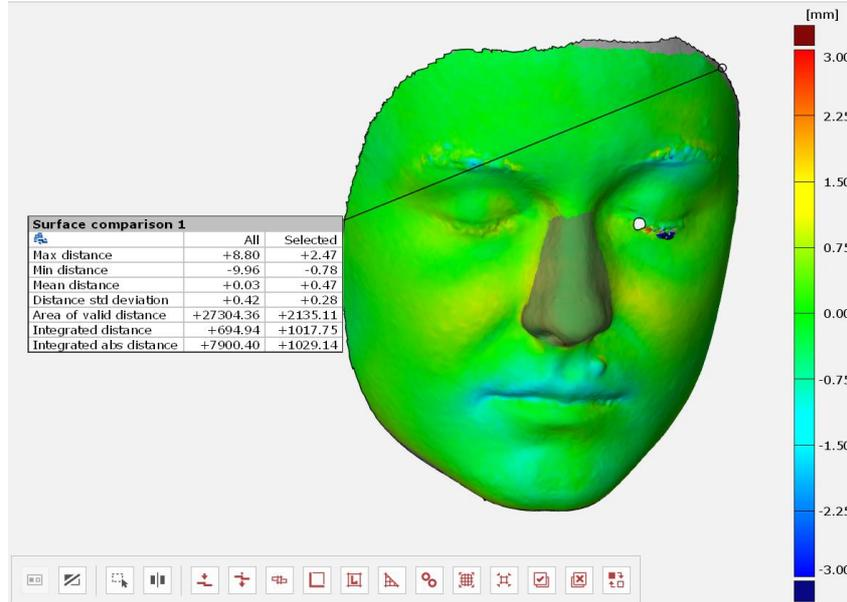 [mm]
3.00
2.25
1.50
Surface comparison 1
All Selected
Max distance +8.80 +2.47
0.75
Min distance -9.96 -0.78
Mean distance +0.03 +0.47
Distance std deviation +0.42 +0.28
Area of valid distance +27304.36 +2135.11
0.00
Integrated distance +694.94 +1017.75
Integrated abs distance +7900.40 +1029.14
-0.75
-1.50
-2.25
-3.00